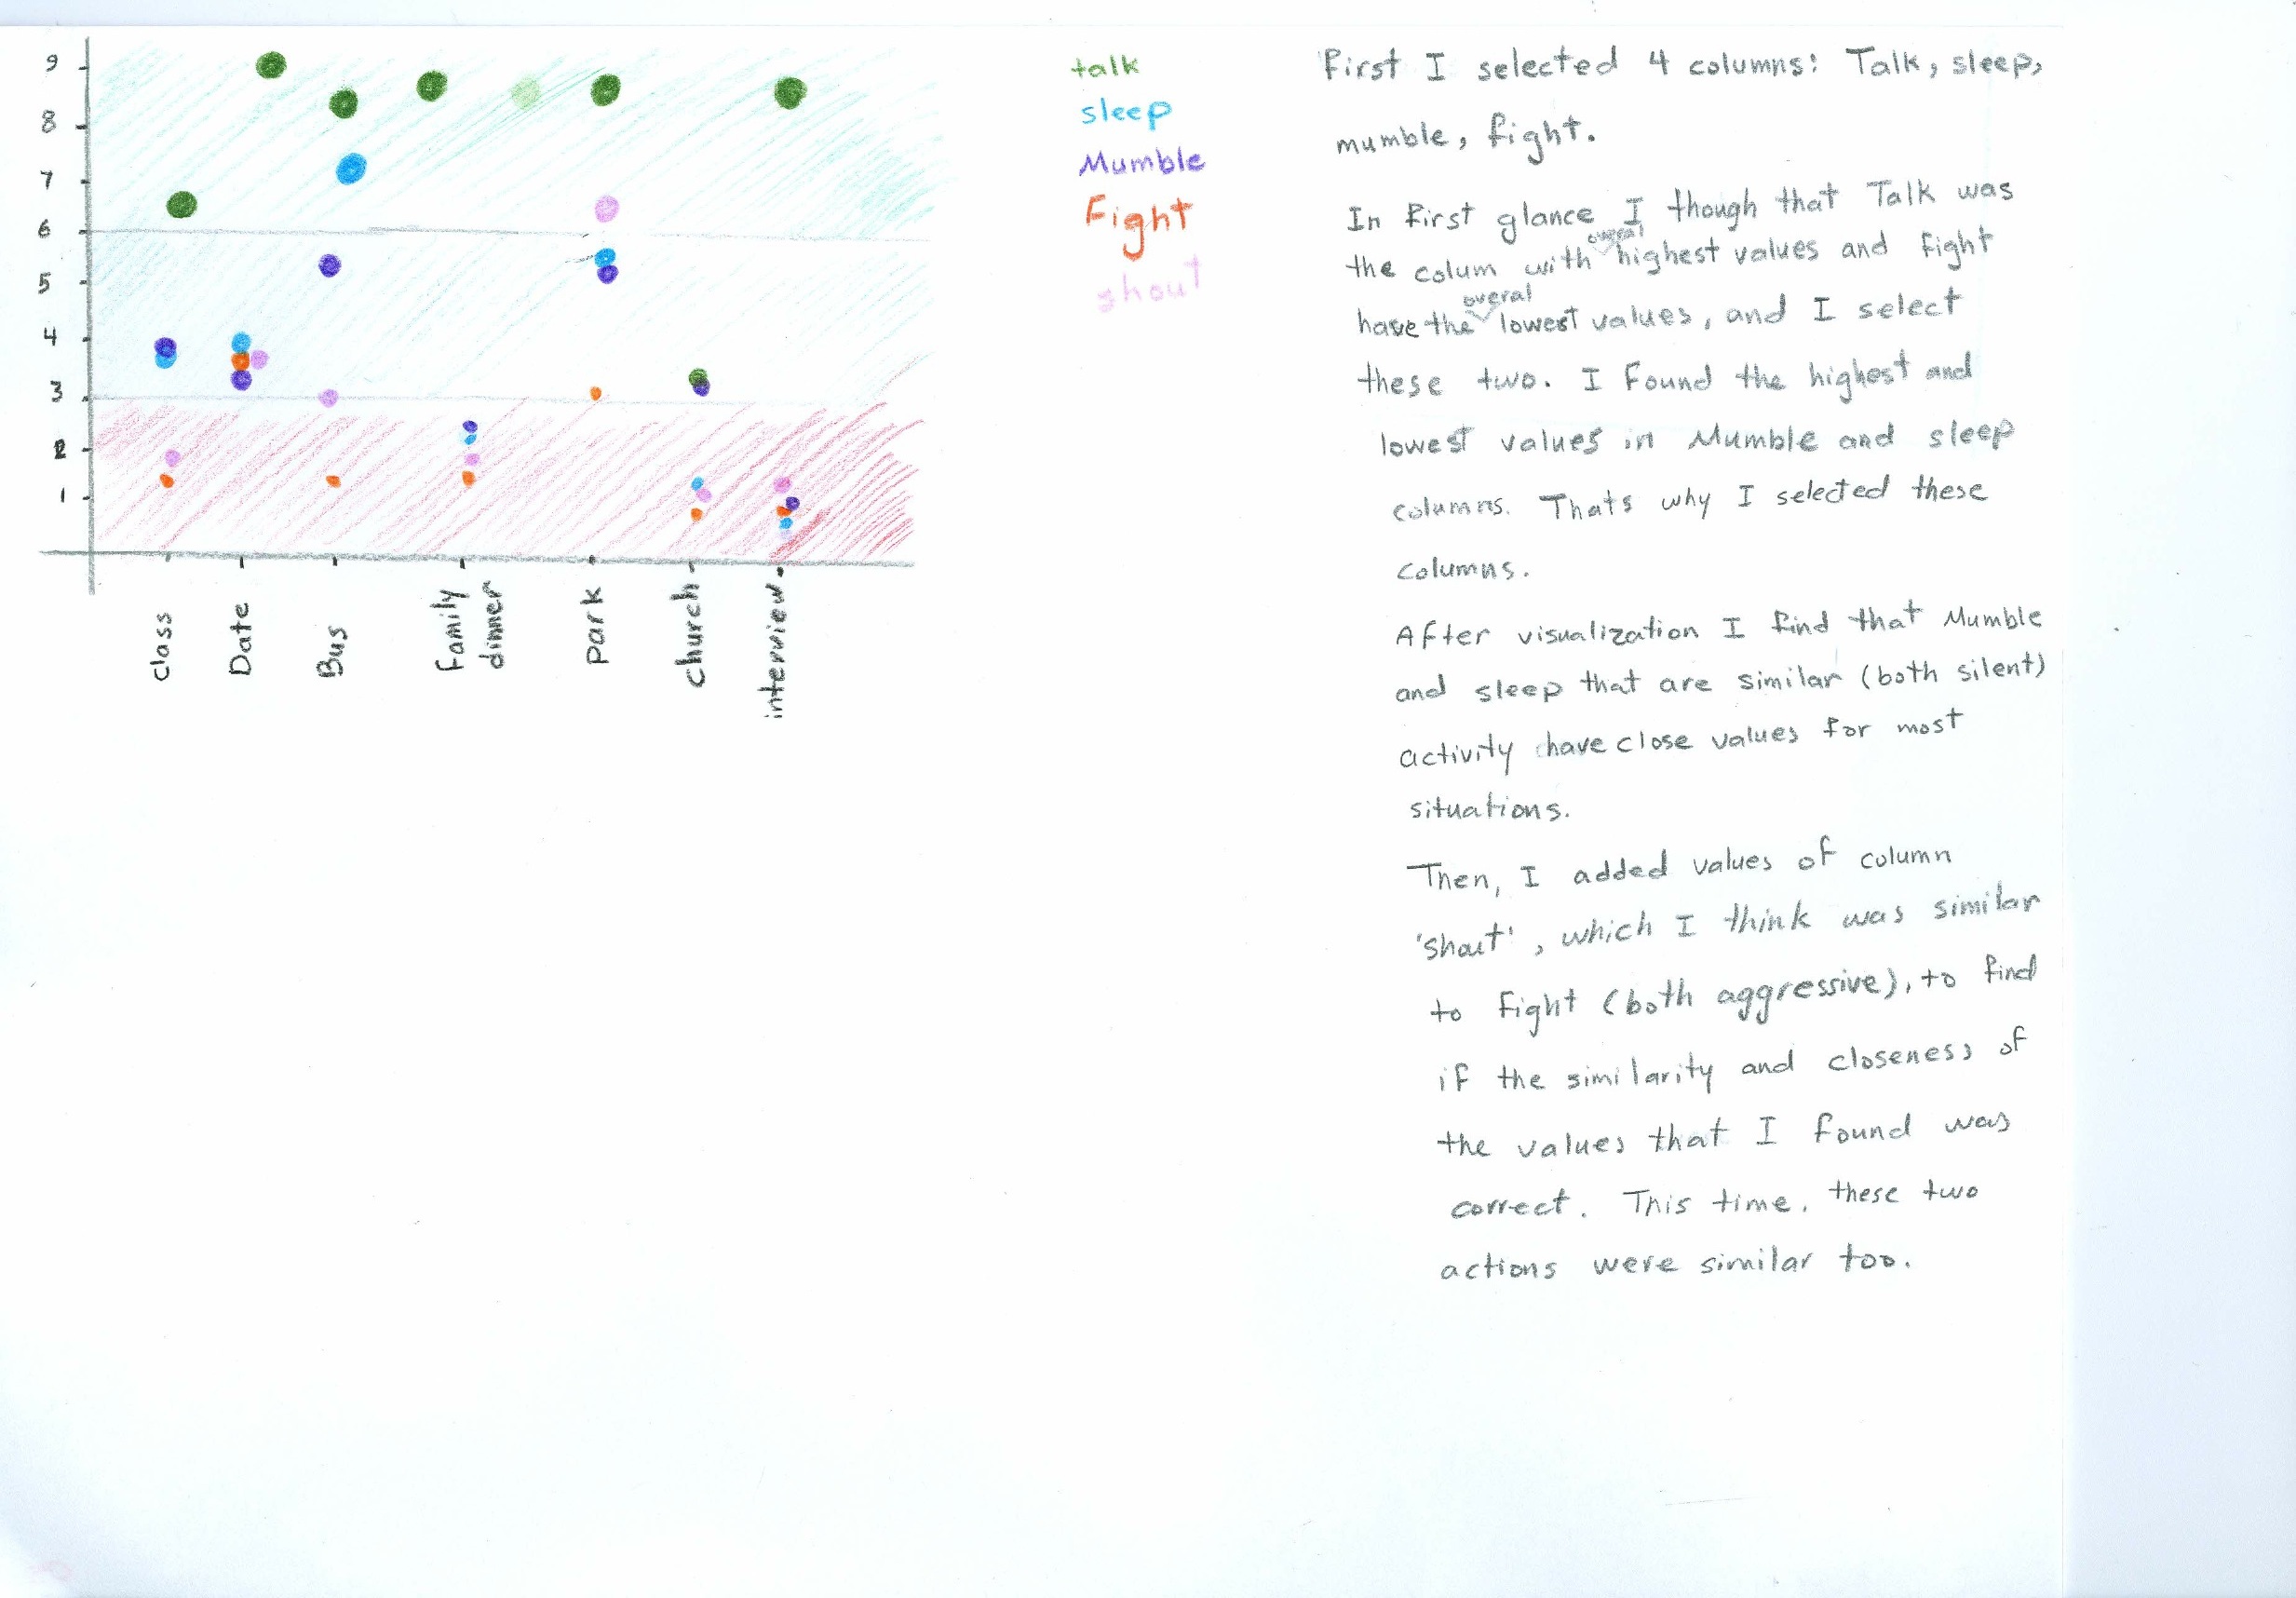 9
8
7
6
5
4
3
2
1
class
Date
Bus
family
dinner
park
church
interview
talk
sleep
Mumble
Fight
shout
First I selected 4 columns: Talk, sleep,
mumble, fight.
In first glance I though that Talk was
the colum with overal highest values and fight
have the overal lowest values, and I select
these two. I found the highest and
lowest values in Mumble and sleep
columns. Thats why I selected these
columns.
After visualization I find that Mumble
and sleep that are similar (both silent)
activity have close values for most
situations.
Then, I added values of column
'shout', which I think was similar
to fight (both aggressive), to find
if the similarity and closeness of
the values that I found was
correct. This time, these two
actions were similar too.